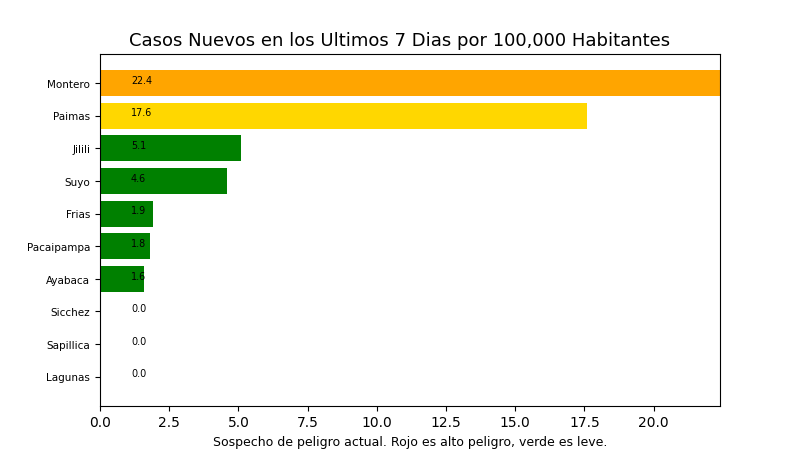 Casos Nuevos en los Ultimos 7 Dias por 100,000 Habitantes
Montero 22.4
Paimas 17.6
Jilili 5.1
Suyo 4.6
Frias 1.9
Pacaipampa 1.8
Ayabaca 1.6
Sicchez 0.0
Sapillica 0.0
Lagunas 0.0
0.0 2.5 5.0 7.5 10.0 12.5 15.0 17.5 20.0
Sospecho de peligro actual. Rojo es alto peligro, verde es leve.